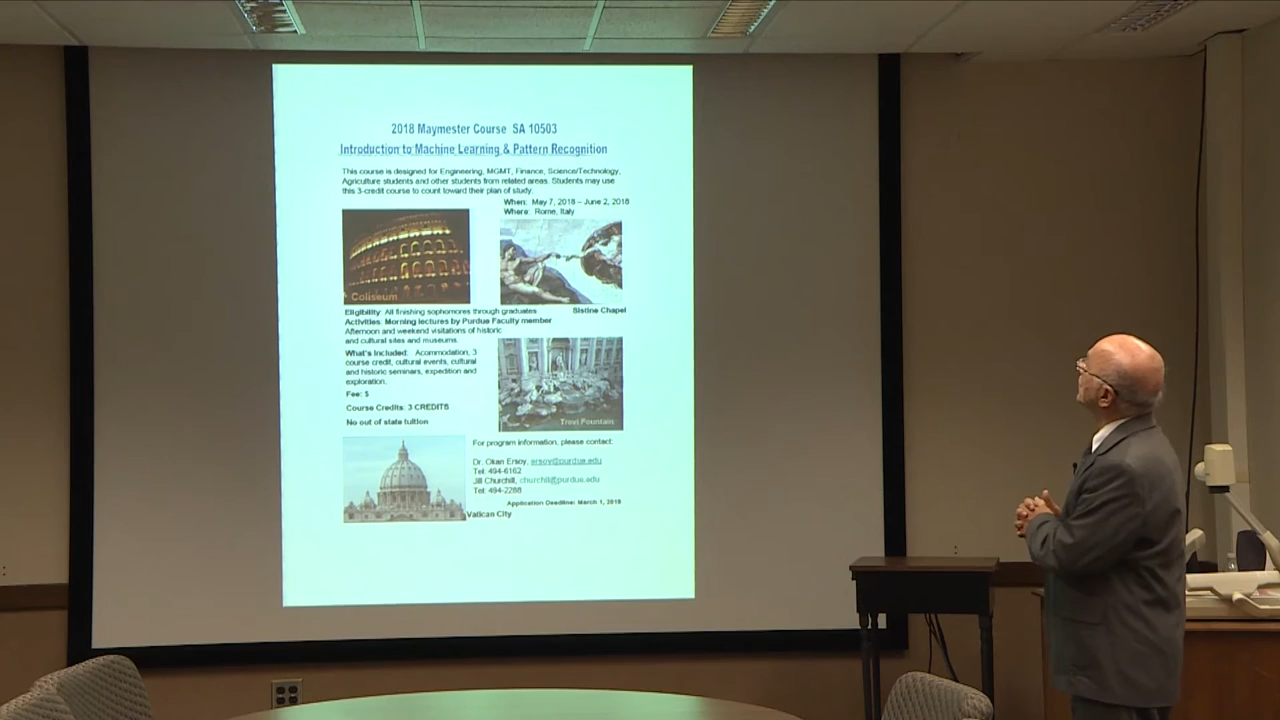 2018 Maymester Course SA 10503
Introduction to Machine Learning & Pattern Recognition
This course is designed for Engineering, MGMT, Finance, Science/Technology,
Agriculture students and other students from related areas. Students may use
this 3-credit course to count toward their plan of study.
When: May 7, 2018 – June 2, 2018
Where: Rome, Italy
Coliseum
Sistine Chapel
Eligibility: All finishing sophomores through graduates
Activities: Morning lectures by Purdue Faculty member
Afternoon and weekend visitations of historic
and cultural sites and museums.
What's Included: Acommodation, 3
course credit, cultural events, cultural
and historic seminars, expedition and
exploration.
Fee: $
Course Credits: 3 CREDITS
No out of state tuition
Trevi Fountain
For program information, please contact:
Dr. Okan Ersoy, ersoy@purdue.edu
Tel: 494-6162
Jill Churchill, churchil@purdue.edu
Tel: 494-2288
Application Deadline: March 1, 2018
Vatican City